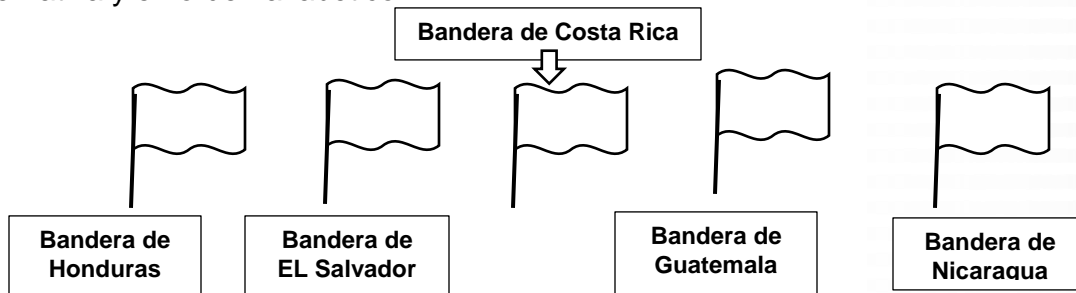 Bandera de Costa Rica
Bandera de
Honduras
Bandera de
EL Salvador
Bandera de
Guatemala
Bandera de
Nicaragua